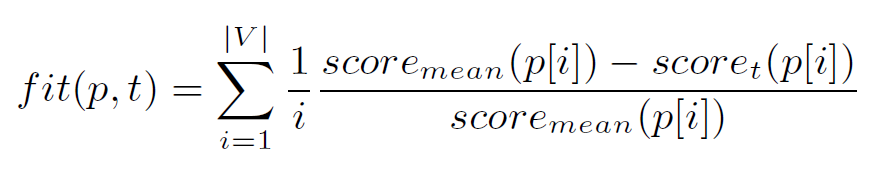 fit(p, t) = \sum_{i=1}^{|V|} \frac{1}{i} \frac{score_{mean}(p[i]) - score_t(p[i])}{score_{mean}(p[i])}